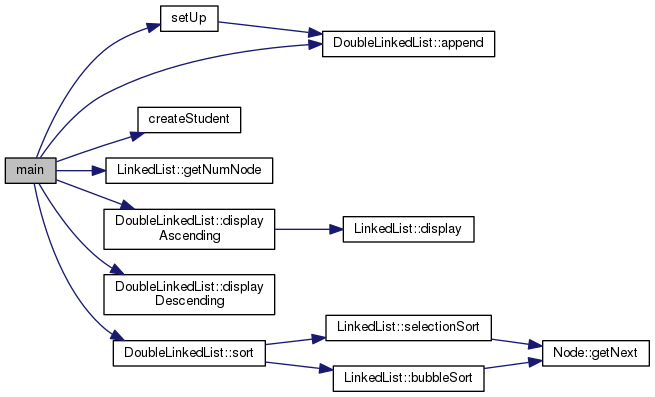 setUp
DoubleLinkedList::append
createStudent
main
LinkedList::getNumNode
DoubleLinkedList::display
Ascending
LinkedList::display
DoubleLinkedList::display
Descending
LinkedList::selectionSort
DoubleLinkedList::sort
Node::getNext
LinkedList::bubbleSort